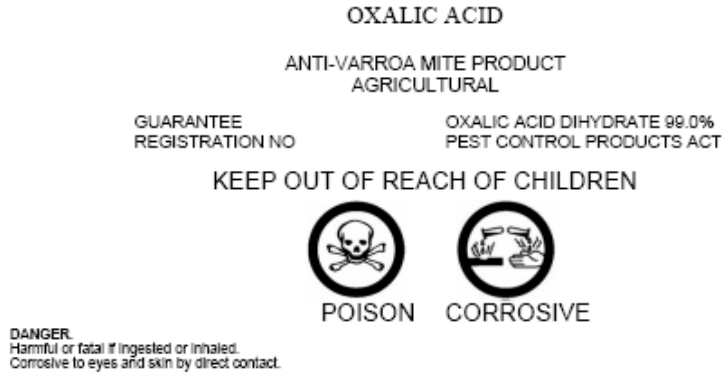 OXALIC ACID
ANTI-VARROA MITE PRODUCT
AGRICULTURAL
GUARANTEE OXALIC ACID DIHYDRATE 99.0%
REGISTRATION NO PEST CONTROL PRODUCTS ACT
KEEP OUT OF REACH OF CHILDREN
POISON CORROSIVE
DANGER.
Harmful or fatal if ingested or inhaled.
Corrosive to eyes and skin by direct contact.